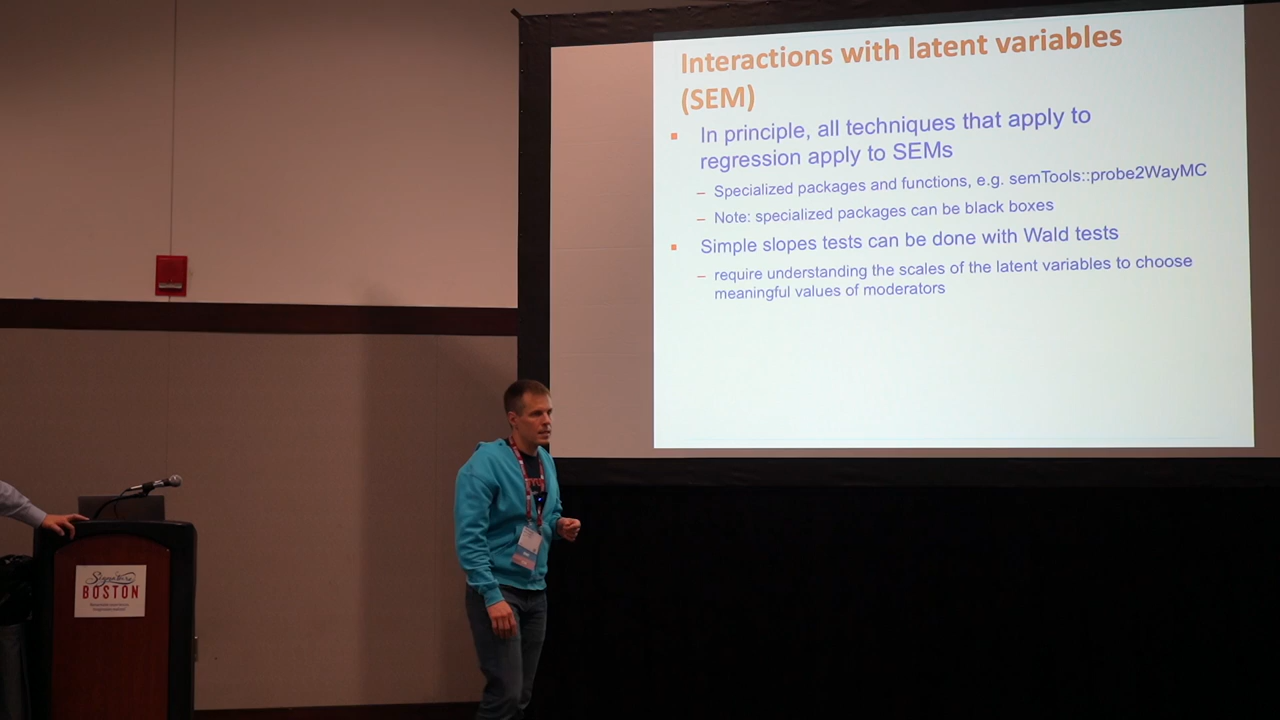 Interactions with latent variables
(SEM)
In principle, all techniques that apply to
regression apply to SEMs
– Specialized packages and functions, e.g. semTools::probe2WayMC
– Note: specialized packages can be black boxes
Simple slopes tests can be done with Wald tests
– require understanding the scales of the latent variables to choose
meaningful values of moderators
Signature
BOSTON